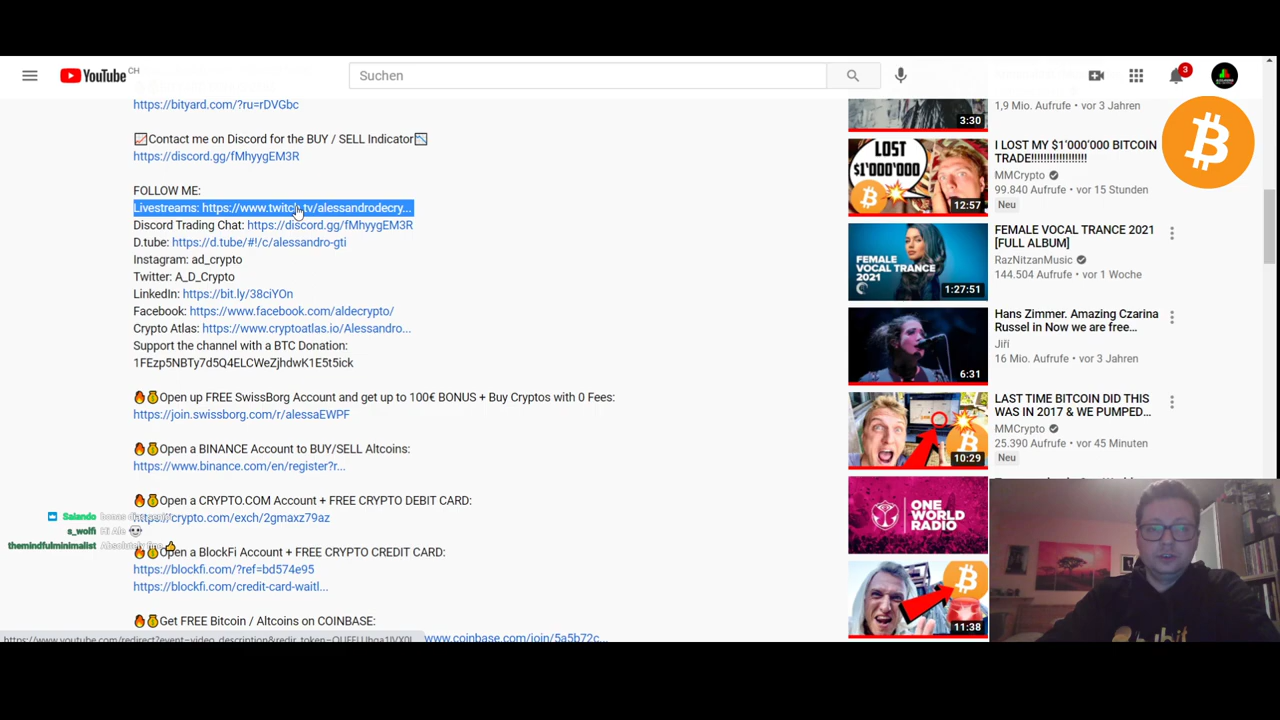 YouTube CH
Suchen
3
https://bityard.com/?ru=rDVGbc
📈Contact me on Discord for the BUY / SELL Indicator📉
https://discord.gg/fMhyygEM3R
FOLLOW ME:
Livestreams: https://www.twitch.tv/alessandrodecry...
Discord Trading Chat: https://discord.gg/fMhyygEM3R
D.tube: https://d.tube/#!/c/alessandro-gti
Instagram: ad_crypto
Twitter: A_D_Crypto
LinkedIn: https://bit.ly/38ciYOn
Facebook: https://www.facebook.com/aldecrypto/
Crypto Atlas: https://www.cryptoatlas.io/Alessandro...
Support the channel with a BTC Donation:
1FEzp5NBTy7d5Q4ELCWeZjhdwK1E5t5ick
🔥💰Open up FREE SwissBorg Account and get up to 100€ BONUS + Buy Cryptos with 0 Fees:
https://join.swissborg.com/r/alessaEWPF
🔥💰Open a BINANCE Account to BUY/SELL Altcoins:
https://www.binance.com/en/register?r...
🔥💰Open a CRYPTO.COM Account + FREE CRYPTO DEBIT CARD:
https://crypto.com/exch/2gmaxz79az
🔥💰Open a BlockFi Account + FREE CRYPTO CREDIT CARD:
https://blockfi.com/?ref=bd574e95
https://blockfi.com/credit-card-waitl...
🔥💰Get FREE Bitcoin / Altcoins on COINBASE:
www.coinbase.com/join/5a5b72c...
Salando
s_wolfi Hi Ale
themindfulminimalist Absolutely fine 👍
3:30
1,9 Mio. Aufrufe • vor 3 Jahren
LOST
$1'000'000
12:57
I LOST MY $1'000'000 BITCOIN
TRADE!!!!!!!!!!!!!!!!!!
MMCrypto
99.840 Aufrufe • vor 15 Stunden
Neu
FEMALE
VOCAL TRANCE
2021
1:27:51
FEMALE VOCAL TRANCE 2021
[FULL ALBUM]
RazNitzanMusic
144.504 Aufrufe • vor 1 Woche
6:31
Hans Zimmer. Amazing Czarina
Russel in Now we are free...
Jiří
16 Mio. Aufrufe • vor 3 Jahren
10:29
LAST TIME BITCOIN DID THIS
WAS IN 2017 & WE PUMPED...
MMCrypto
25.390 Aufrufe • vor 45 Minuten
Neu
ONE
WORLD
RADIO
11:38